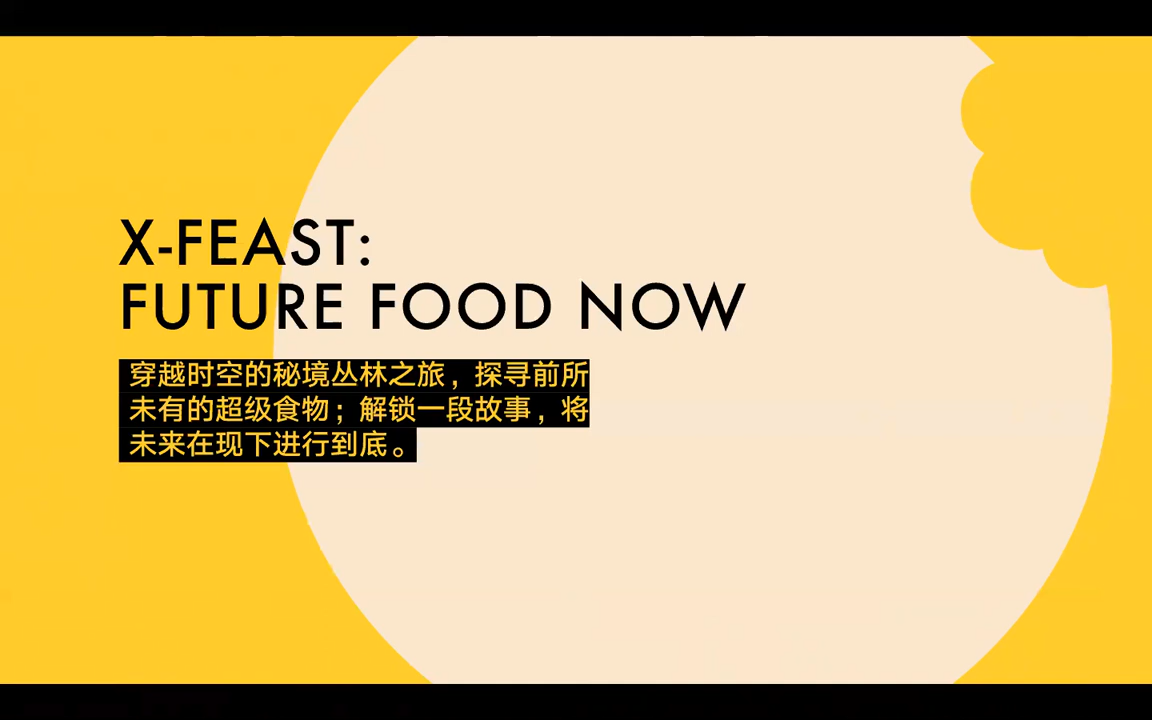 X-FEAST:
FUTURE FOOD NOW
穿越时空的秘境丛林之旅，探寻前所
未有的超级食物；解锁一段故事，将
未来在现下进行到底。